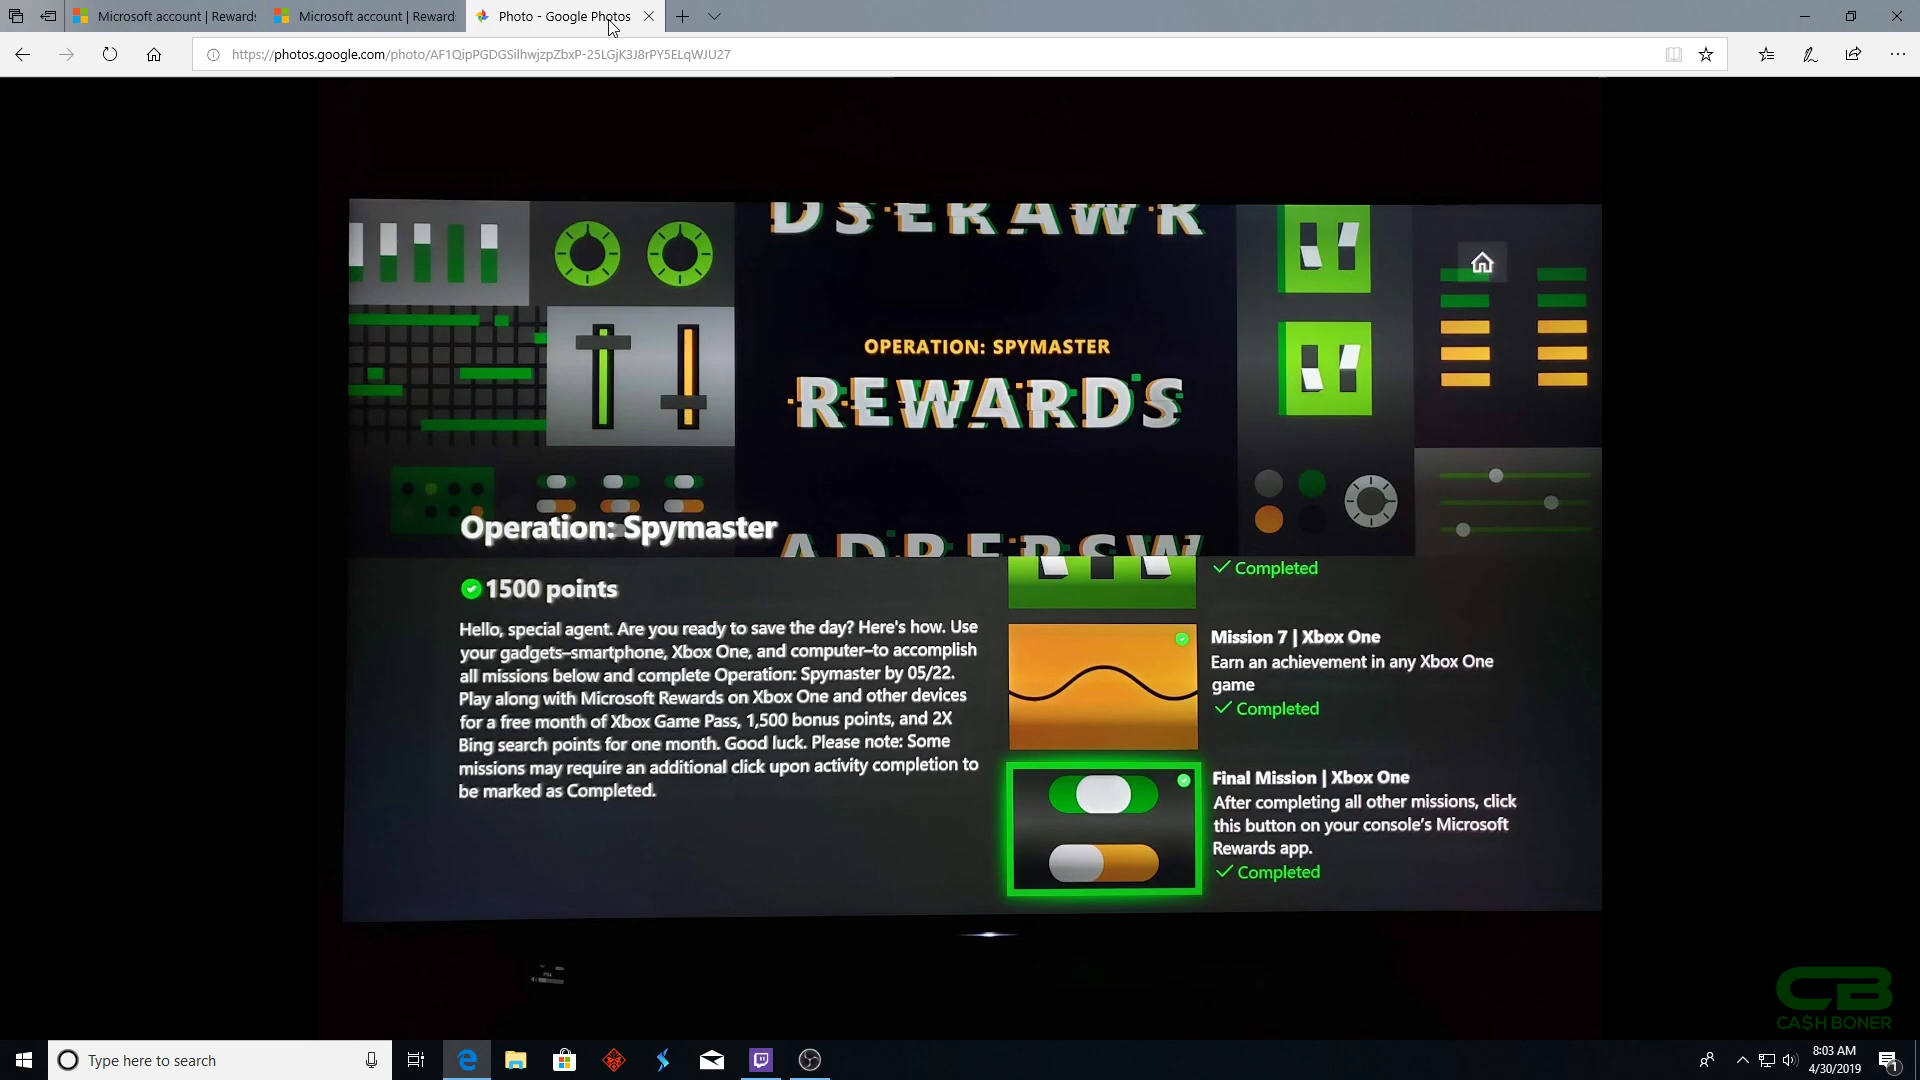 Microsoft account | Rewards
Microsoft account | Reward
Photo - Google Photos
https://photos.google.com/photo/AF1QipPGDGSilhwjzpZbxP-25LGjK3J8rPY5ELqWJU27
DSERAWR
OPERATION: SPYMASTER
REWARDS
ADRERSW
Operation: Spymaster
1500 points
Hello, special agent. Are you ready to save the day? Here's how. Use
your gadgets–smartphone, Xbox One, and computer–to accomplish
all missions below and complete Operation: Spymaster by 05/22.
Play along with Microsoft Rewards on Xbox One and other devices
for a free month of Xbox Game Pass, 1,500 bonus points, and 2X
Bing search points for one month. Good luck. Please note: Some
missions may require an additional click upon activity completion to
be marked as Completed.
Completed
Mission 7 | Xbox One
Earn an achievement in any Xbox One
game
Completed
Final Mission | Xbox One
After completing all other missions, click
this button on your console's Microsoft
Rewards app.
Completed
CB
CA$H BONER
Type here to search
8:03 AM
4/30/2019
1